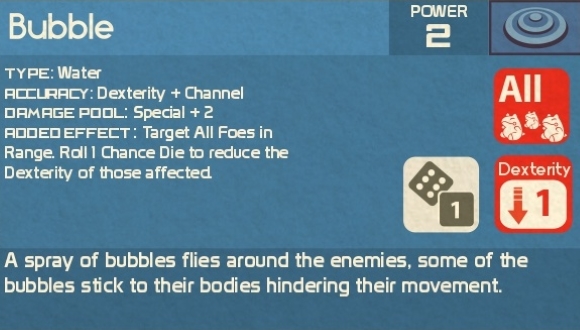 Bubble
POWER
2
TYPE: Water
ACCURACY: Dexterity + Channel
DAMAGE POOL: Special + 2
ADDED EFFECT: Target All Foes in
Range. Roll 1 Chance Die to reduce the
Dexterity of those affected.
All
1
Dexterity
1
A spray of bubbles flies around the enemies, some of the
bubbles stick to their bodies hindering their movement.